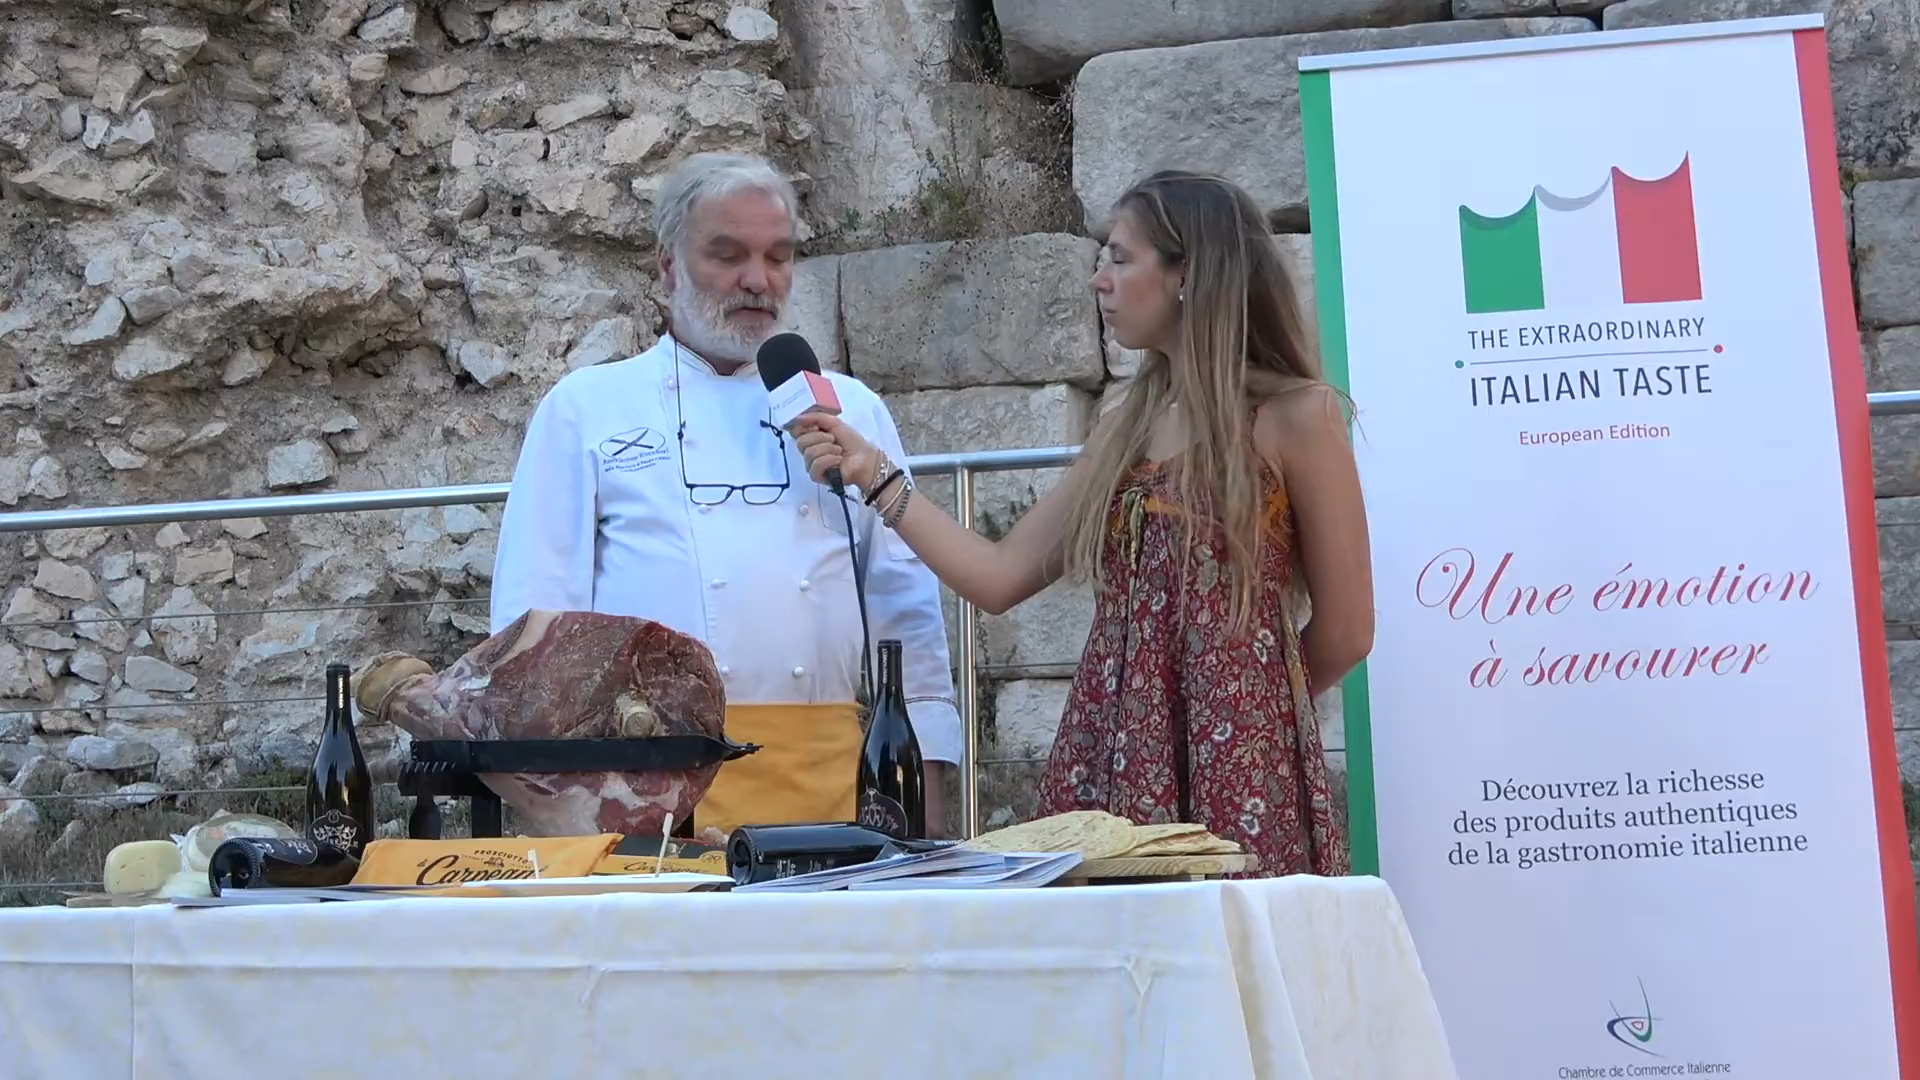 THE EXTRAORDINARY
ITALIAN TASTE
European Edition
Une émotion
à savourer
Découvrez la richesse
des produits authentiques
de la gastronomie italienne
Chambre de Commerce Italienne
PROSCIUTTO